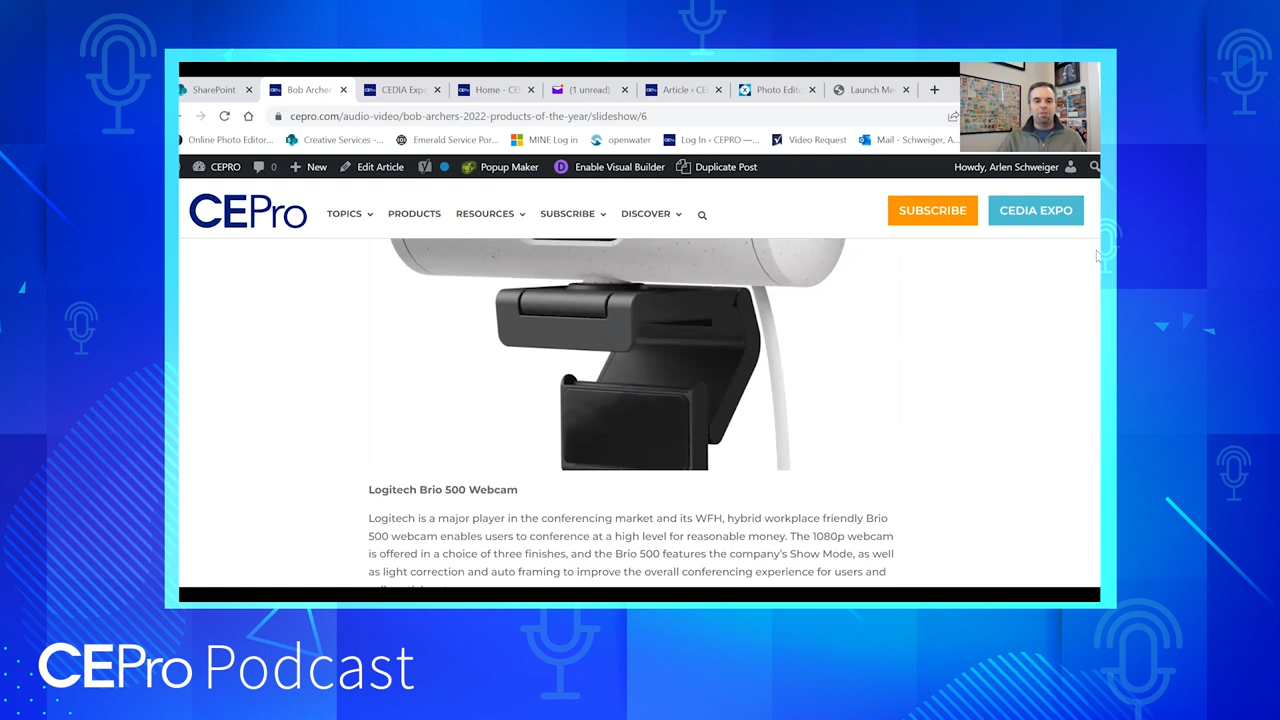 SharePoint
Bob Archer
CEDIA Exp
Home - CE
(1 unread)
Article ‹ CE
Photo Edit
Launch Me
cepro.com/audio-video/bob-archers-2022-products-of-the-year/slideshow/6
Online Photo Editor...
Creative Services -...
Emerald Service Por...
MINE Log in
openwater
Log In ‹ CEPRO —...
Video Request
Mail - Schweiger, A...
CEPRO
0
New
Edit Article
Popup Maker
D
Enable Visual Builder
Duplicate Post
Howdy, Arlen Schweiger
CEPro
TOPICS
PRODUCTS
RESOURCES
SUBSCRIBE
DISCOVER
SUBSCRIBE
CEDIA EXPO
Logitech Brio 500 Webcam
Logitech is a major player in the conferencing market and its WFH, hybrid workplace friendly Brio
500 webcam enables users to conference at a high level for reasonable money. The 1080p webcam
is offered in a choice of three finishes, and the Brio 500 features the company's Show Mode, as well
as light correction and auto framing to improve the overall conferencing experience for users and
CEPro Podcast